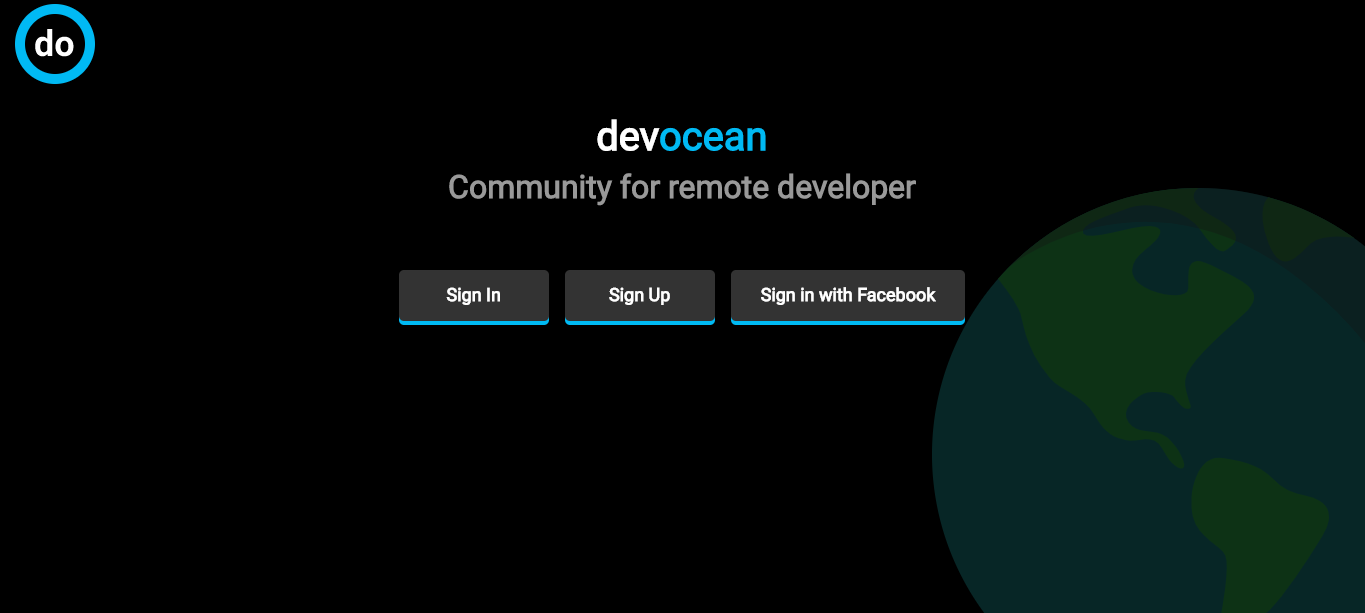 do
devocean
Community for remote developer
Sign In
Sign Up
Sign in with Facebook